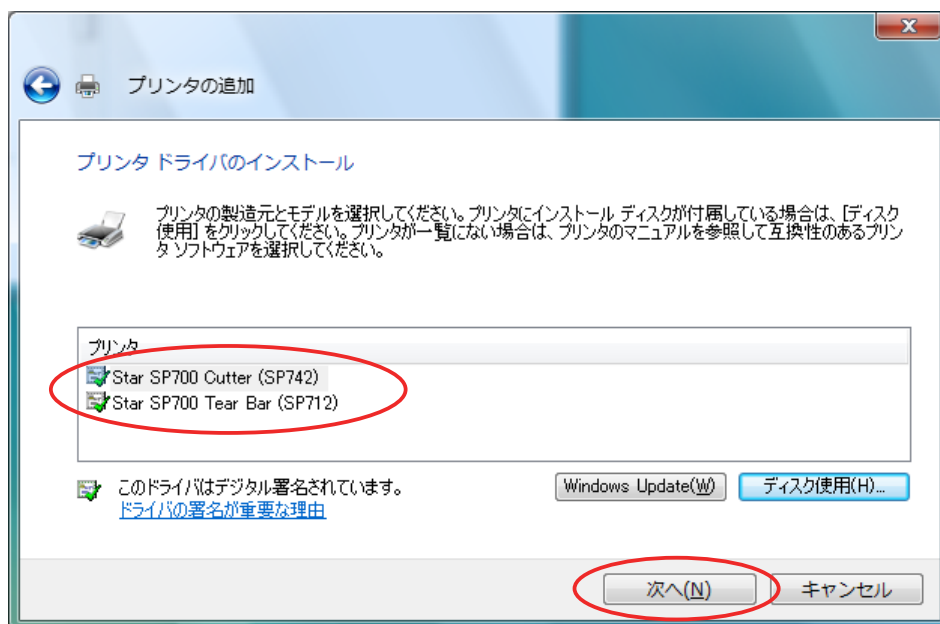 プリンタの追加
プリンタ ドライバのインストール
プリンタの製造元とモデルを選択してください。プリンタにインストール ディスクが付属している場合は、[ディスク
使用] をクリックしてください。プリンタが一覧にない場合は、プリンタのマニュアルを参照して互換性のあるプリン
タ ソフトウェアを選択してください。
プリンタ
Star SP700 Cutter (SP742)
Star SP700 Tear Bar (SP712)
このドライバはデジタル署名されています。
ドライバの署名が重要な理由
Windows Update(W)
ディスク使用(H)...
次へ(N)
キャンセル